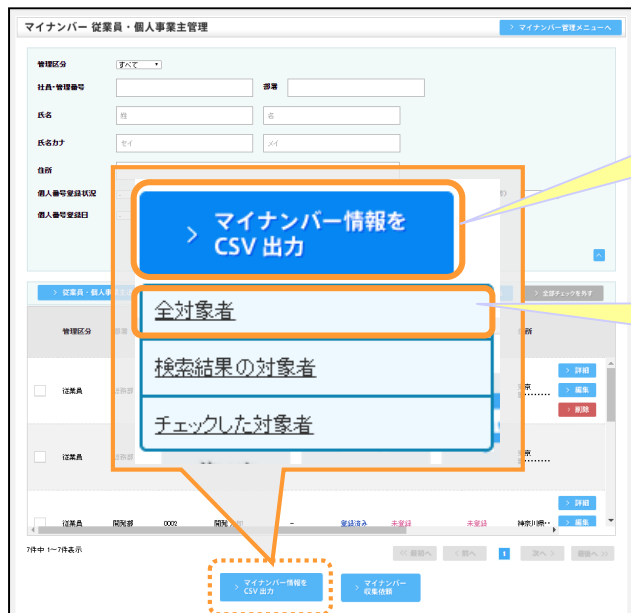 マイナンバー 従業員・個人事業主管理
> マイナンバー管理メニューへ
管理区分
すべて
社員・管理番号
部署
氏名
姓
名
氏名カナ
セイ
メイ
住所
個人番号登録状況
個人番号登録日
> マイナンバー情報を
CSV 出力
全対象者
検索結果の対象者
チェックした対象者
> 従業員・個人事
> 全部チェックを外す
管理区分
住所
従業員
総務部
> 詳細
> 編集
> 削除
従業員
総務部
> 詳細
従業員
開発部
0002
開発
-
登録済み
未登録
未登録
神奈川県
> 編集
7件中 1~7件表示
<< 最初へ
< 前へ
1
次へ >
最後へ >>
> マイナンバー情報を
CSV 出力
> マイナンバー
収集依頼